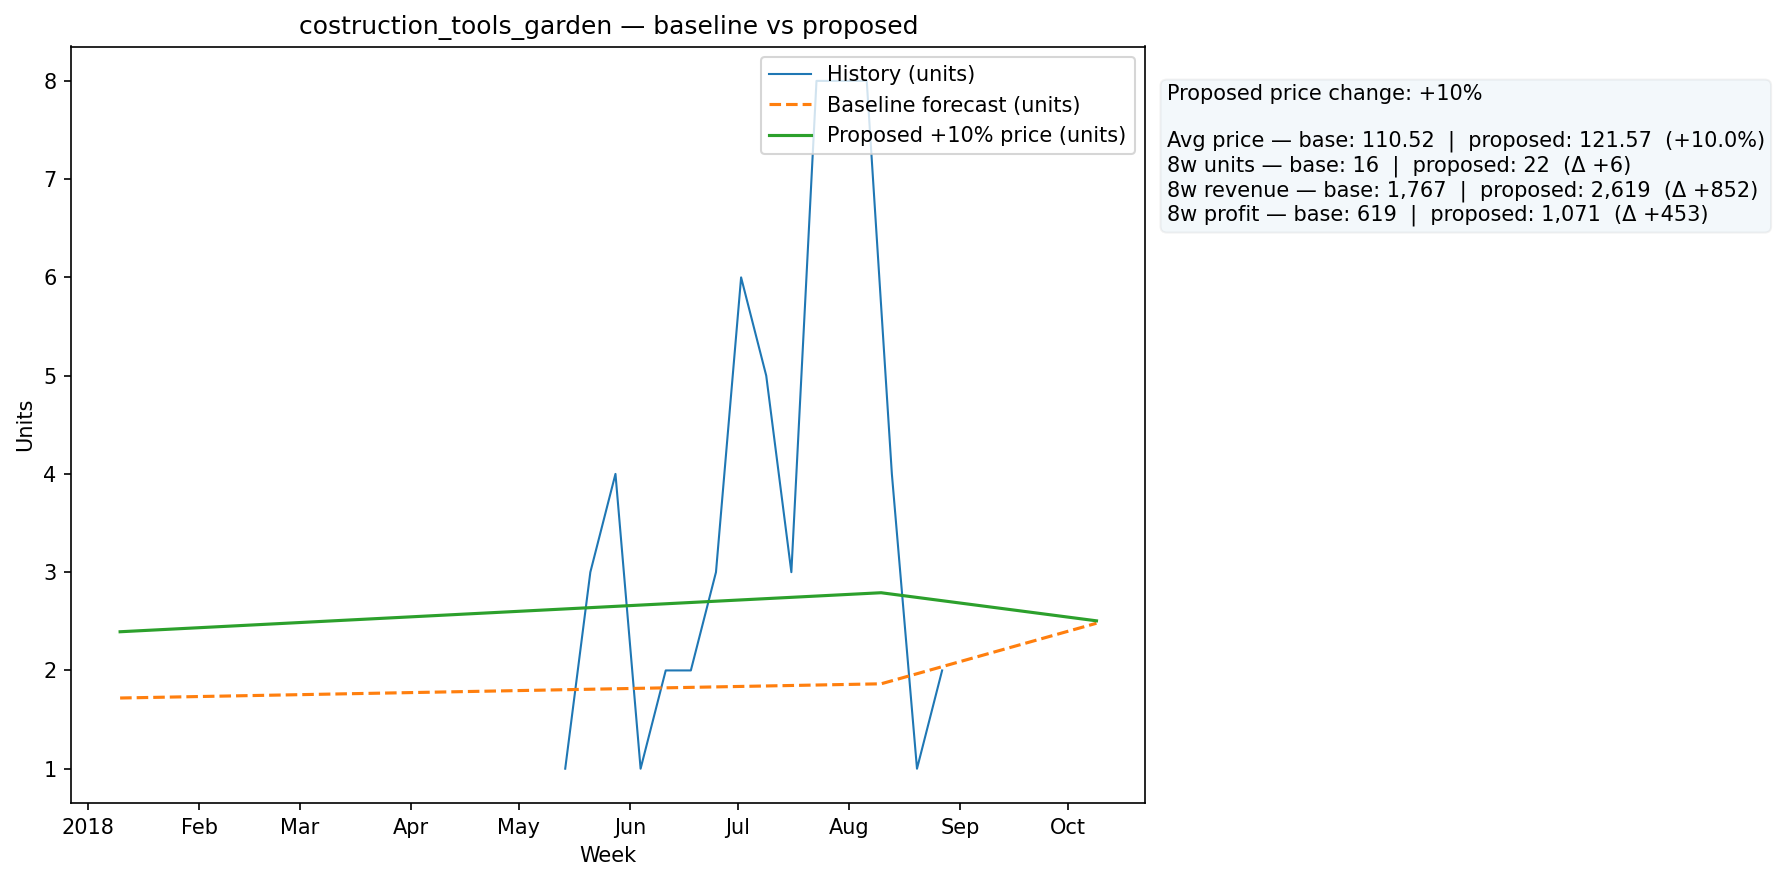 costruction_tools_garden — baseline vs proposed
History (units)
Baseline forecast (units)
Proposed +10% price (units)
Proposed price change: +10%
Avg price — base: 110.52 | proposed: 121.57 (+10.0%)
8w units — base: 16 | proposed: 22 (Δ +6)
8w revenue — base: 1,767 | proposed: 2,619 (Δ +852)
8w profit — base: 619 | proposed: 1,071 (Δ +453)
8
7
6
5
4
3
2
1
Units
2018 Feb Mar Apr May Jun Jul Aug Sep Oct
Week